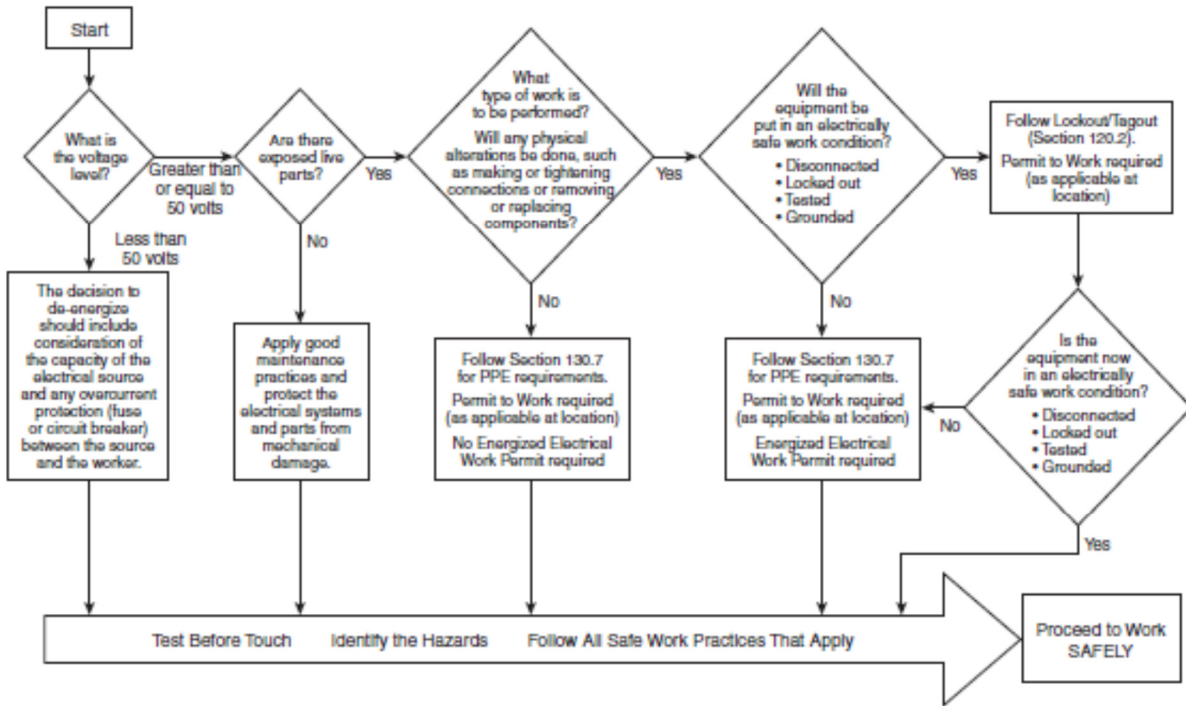 Start
What is
the voltage
level?
Greater than
or equal to
50 volts
Less than
50 volts
The decision to
de-energize
should include
consideration of
the capacity of the
electrical source
and any overcurrent
protection (fuse
or circuit breaker)
between the source
and the worker.
Are there
exposed live
parts?
Yes
No
Apply good
maintenance
practices and
protect the
electrical systems
and parts from
mechanical
damage.
What
type of work is
to be performed?
Will any physical
alterations be done, such
as making or tightening
connections or removing
or replacing
components?
Yes
No
Follow Section 130.7
for PPE requirements.
Permit to Work required
(as applicable at location)
No Energized Electrical
Work Permit required
Will the
equipment be
put in an electrically
safe work condition?
• Disconnected
• Locked out
• Tested
• Grounded
Yes
No
Follow Section 130.7
for PPE requirements.
Permit to Work required
(as applicable at location)
Energized Electrical
Work Permit required
Follow Lockout/Tagout
(Section 120.2).
Permit to Work required
(as applicable at
location)
Is the
equipment now
in an electrically
safe work condition?
• Disconnected
• Locked out
• Tested
• Grounded
No
Yes
Test Before Touch Identify the Hazards Follow All Safe Work Practices That Apply
Proceed to Work
SAFELY